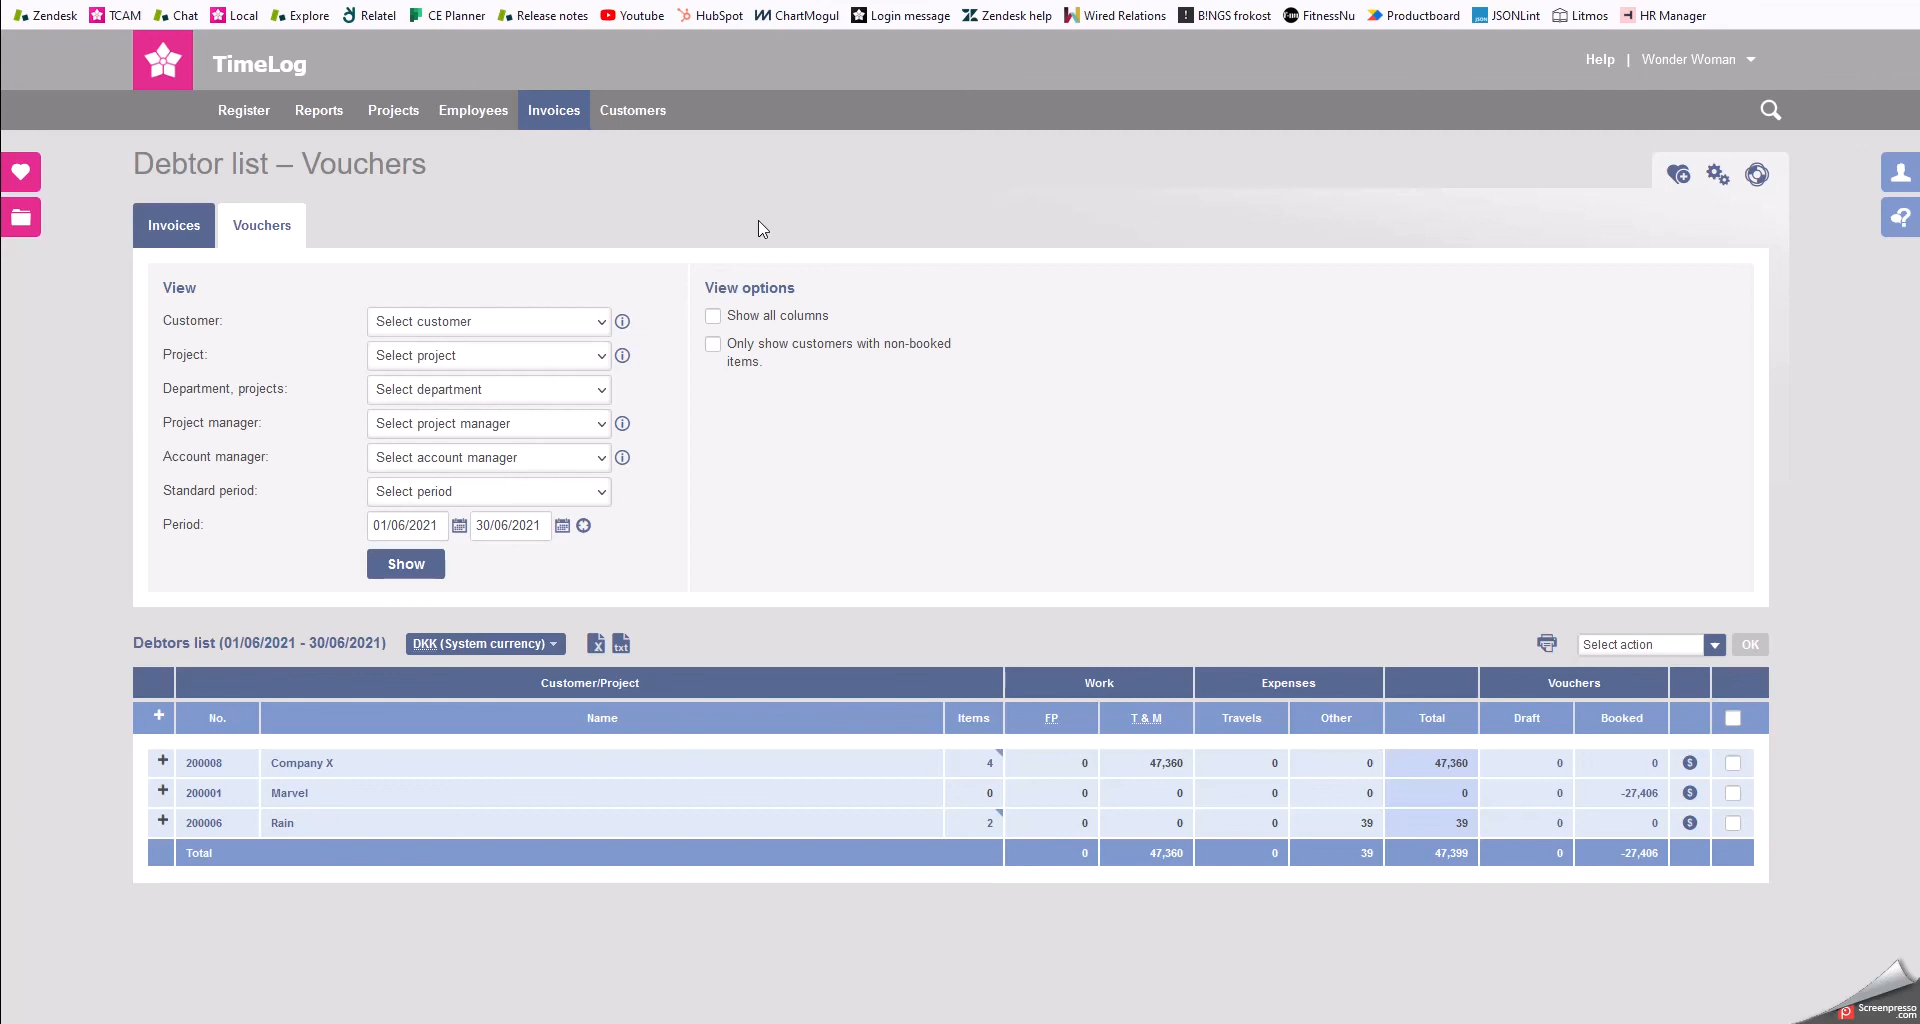 Zendesk TCAM Chat Local Explore Relatel CE Planner Release notes Youtube HubSpot ChartMogul Login message Zendesk help Wired Relations B!NGS frokost FitnessNu Productboard JSONLint Litmos HR Manager
TimeLog Help | Wonder Woman
Register Reports Projects Employees Invoices Customers
Debtor list – Vouchers
Invoices Vouchers
View View options
Customer: Select customer Show all columns
Project: Select project Only show customers with non-booked
items.
Department, projects: Select department
Project manager: Select project manager
Account manager: Select account manager
Standard period: Select period
Period: 01/06/2021 30/06/2021
Show
Debtors list (01/06/2021 - 30/06/2021) DKK (System currency) X txt Select action OK
Customer/Project Work Expenses Vouchers
+ No. Name Items FP T & M Travels Other Total Draft Booked
+ 200008 Company X 4 0 47,360 0 0 47,360 0 0 $
+ 200001 Marvel 0 0 0 0 0 0 0 -27,406 $
+ 200006 Rain 2 0 0 0 39 39 0 0 $
Total 0 47,360 0 39 47,399 0 -27,406
Screenpresso
.com